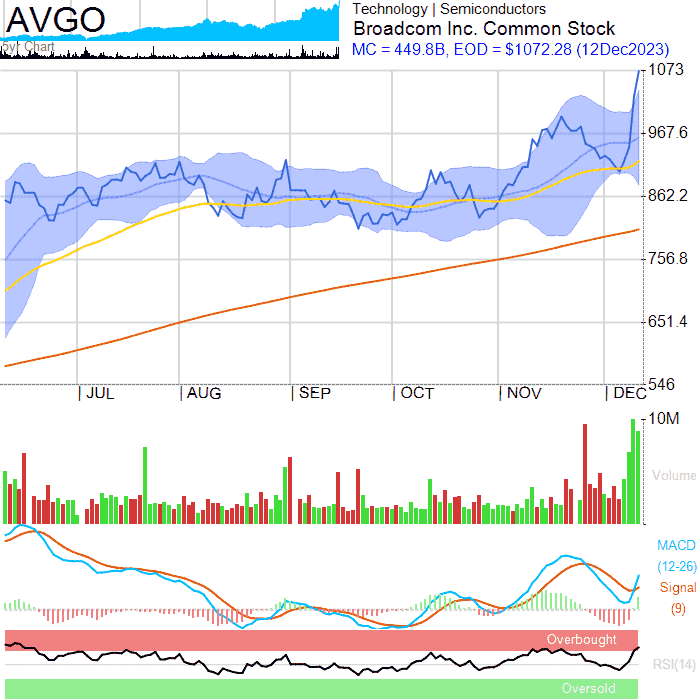 AVGO
5yr Chart
Technology | Semiconductors
Broadcom Inc. Common Stock
MC = 449.8B, EOD = $1072.28 (12Dec2023)
1073
967.6
862.2
756.8
651.4
546
JUL
AUG
SEP
OCT
NOV
DEC
10M
Volume
MACD
(12-26)
Signal
(9)
Overbought
RSI(14)
Oversold